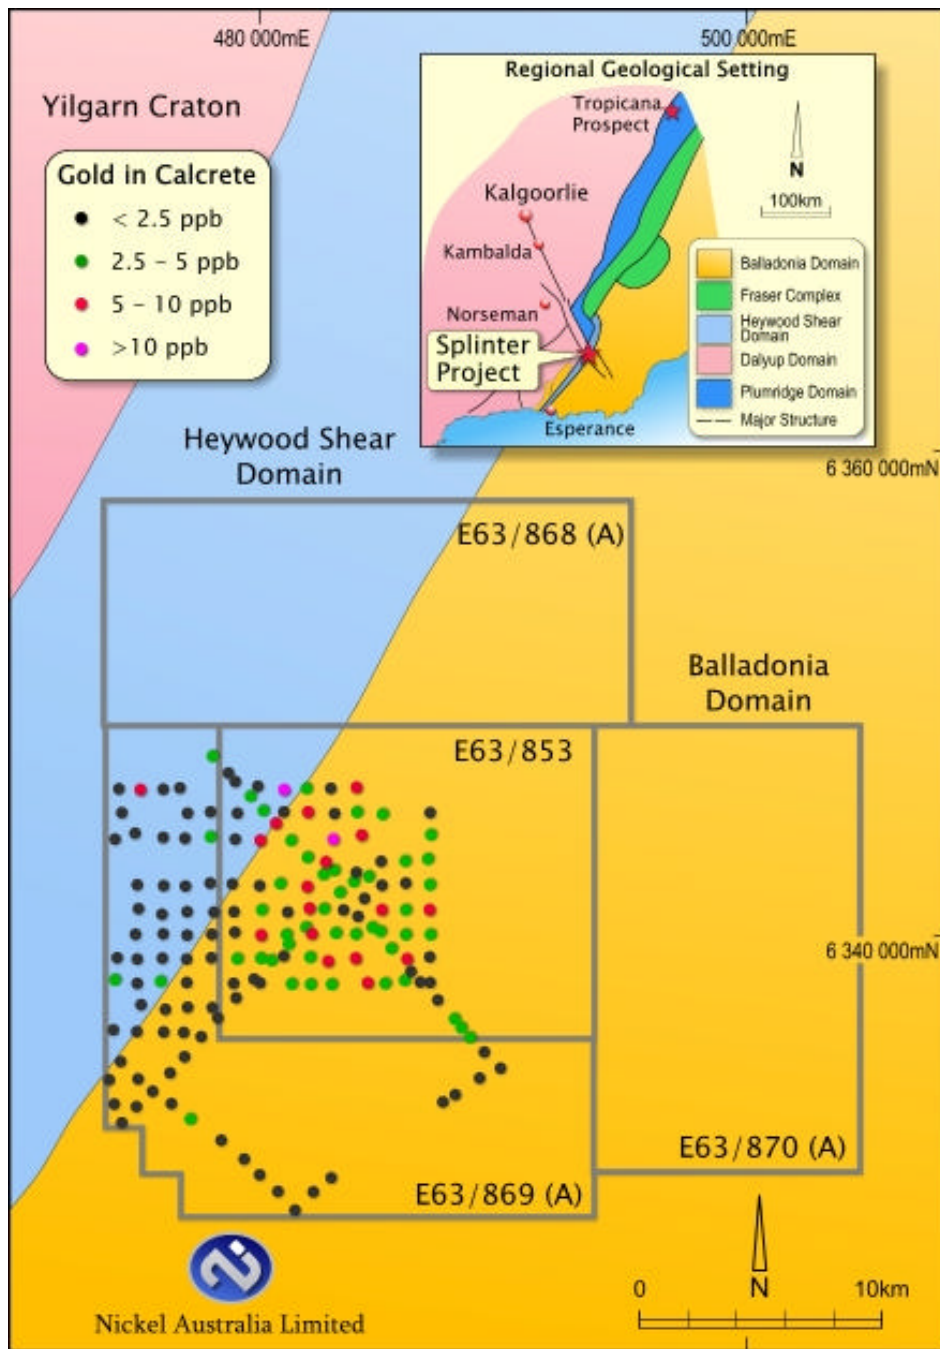 480 000mE
500 000mE
Yilgarn Craton
Gold in Calcrete
< 2.5 ppb
2.5 – 5 ppb
5 – 10 ppb
>10 ppb
Regional Geological Setting
Tropicana
Prospect
N
100km
Kalgoorlie
Kambalda
Norseman
Splinter
Project
Esperance
Balladonia Domain
Fraser Complex
Heywood Shear
Domain
Dalyup Domain
Plumridge Domain
Major Structure
Heywood Shear
Domain
6 360 000mN
E63/868 (A)
Balladonia
Domain
E63/853
6 340 000mN
E63/870 (A)
E63/869 (A)
Nickel Australia Limited
N
0 10km